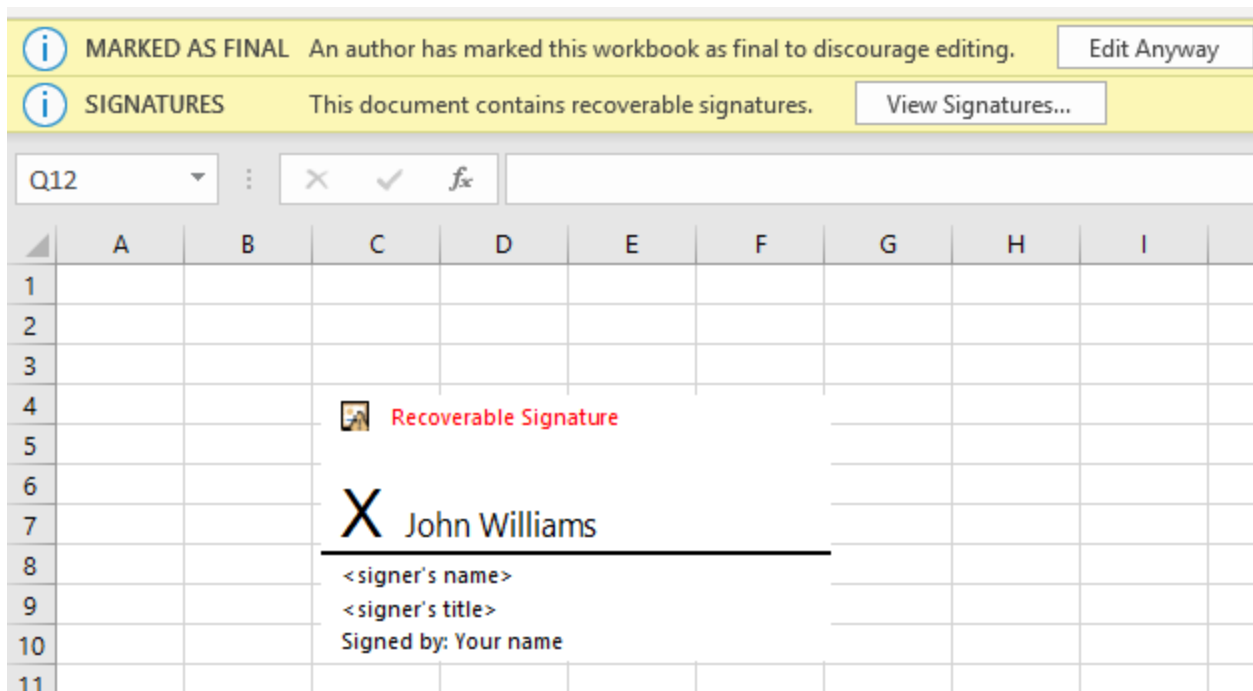 MARKED AS FINAL An author has marked this workbook as final to discourage editing. Edit Anyway
SIGNATURES This document contains recoverable signatures. View Signatures...
Q12 fx
A B C D E F G H I
1
2
3
4 Recoverable Signature
5
6
7 X John Williams
8 <signer's name>
9 <signer's title>
10 Signed by: Your name
11